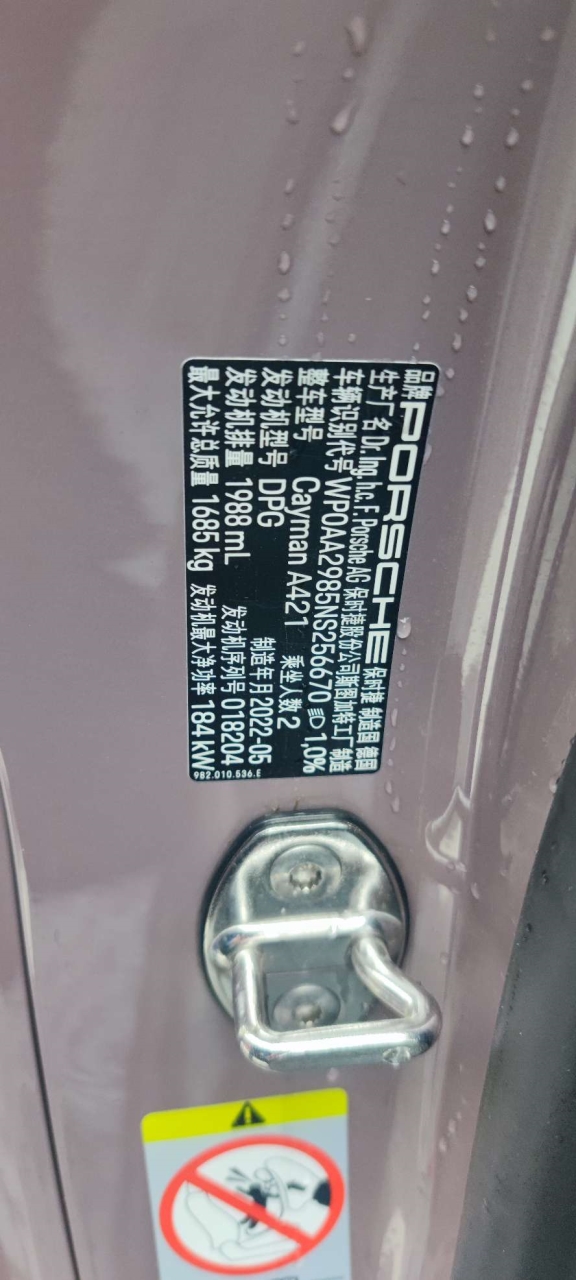 品牌 PORSCHE 保时捷 制造国 德国
生产厂名 Dr. Ing. h.c. F. Porsche AG 保时捷股份公司斯图加特工厂制造
车辆识别代号 WP0AA2985NS256670 1,0%
整车型号 Cayman A421 乘坐人数 2
发动机型号 DPG 制造年月 2022-05
发动机排量 1988 mL 发动机序列号 018204
最大允许总质量 1685 kg 发动机最大净功率 184 kW
982.010.536.E